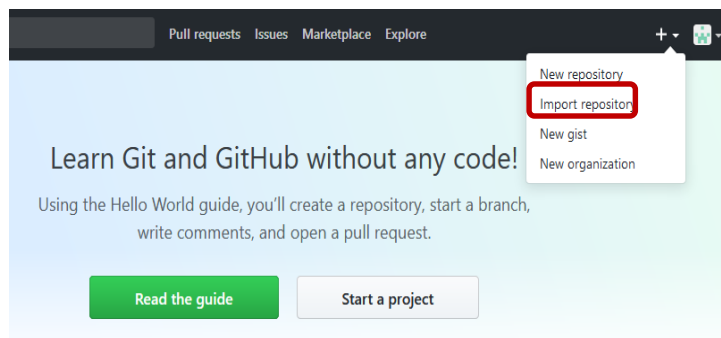 Pull requests Issues Marketplace Explore
New repository
Import repository
New gist
New organization
Learn Git and GitHub without any code!
Using the Hello World guide, you’ll create a repository, start a branch,
write comments, and open a pull request.
Read the guide
Start a project